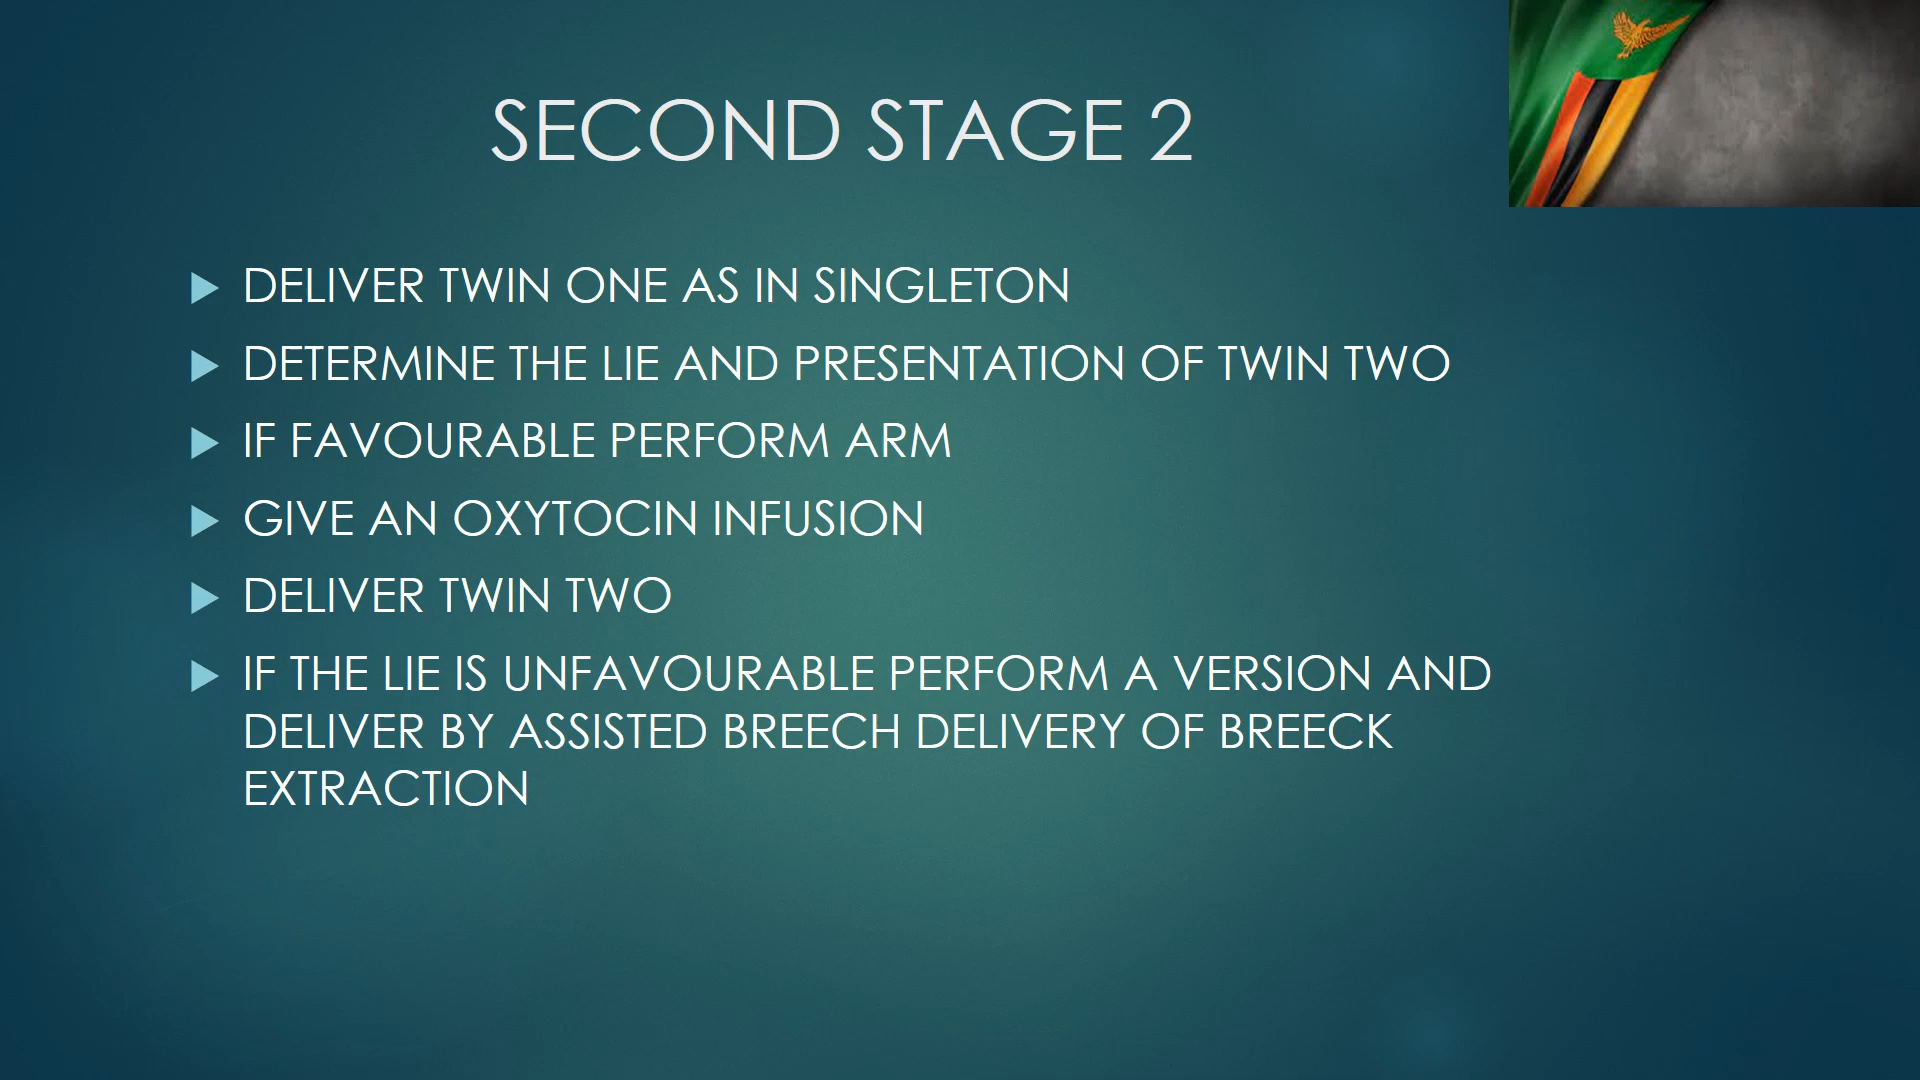 SECOND STAGE 2
DELIVER TWIN ONE AS IN SINGLETON
DETERMINE THE LIE AND PRESENTATION OF TWIN TWO
IF FAVOURABLE PERFORM ARM
GIVE AN OXYTOCIN INFUSION
DELIVER TWIN TWO
IF THE LIE IS UNFAVOURABLE PERFORM A VERSION AND
DELIVER BY ASSISTED BREECH DELIVERY OF BREECK
EXTRACTION